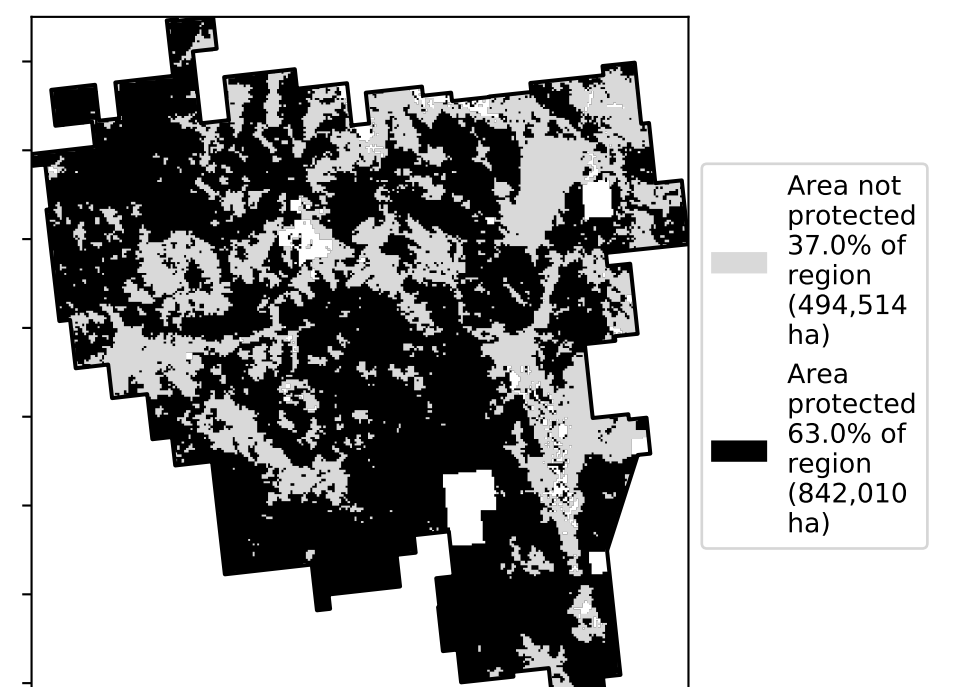 Area not
protected
37.0% of
region
(494,514
ha)
Area
protected
63.0% of
region
(842,010
ha)